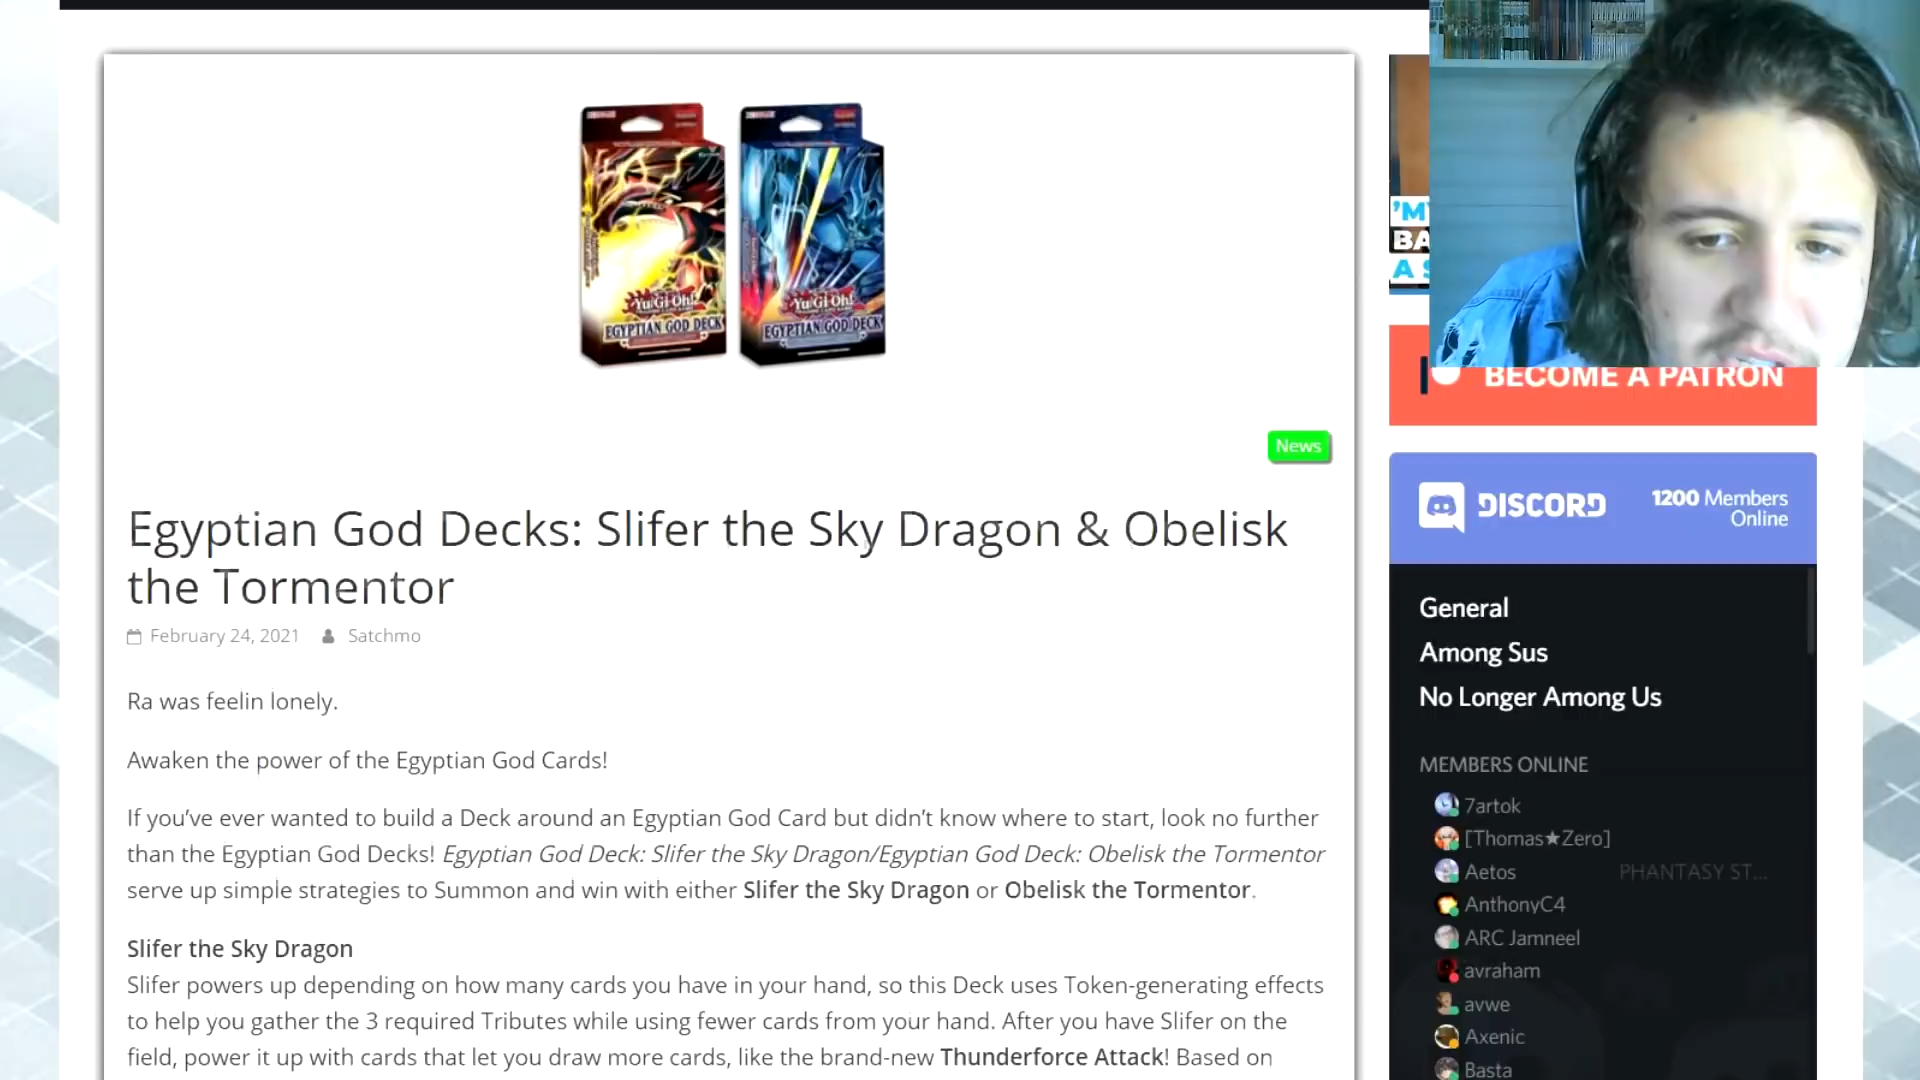 Yu-Gi-Oh!
EGYPTIAN GOD DECK
Yu-Gi-Oh!
EGYPTIAN GOD DECK
'MY
BA
A S
BECOME A PATRON
News
Egyptian God Decks: Slifer the Sky Dragon & Obelisk
the Tormentor
February 24, 2021 Satchmo
Ra was feelin lonely.
Awaken the power of the Egyptian God Cards!
If you’ve ever wanted to build a Deck around an Egyptian God Card but didn’t know where to start, look no further
than the Egyptian God Decks! Egyptian God Deck: Slifer the Sky Dragon/Egyptian God Deck: Obelisk the Tormentor
serve up simple strategies to Summon and win with either Slifer the Sky Dragon or Obelisk the Tormentor.
Slifer the Sky Dragon
Slifer powers up depending on how many cards you have in your hand, so this Deck uses Token-generating effects
to help you gather the 3 required Tributes while using fewer cards from your hand. After you have Slifer on the
field, power it up with cards that let you draw more cards, like the brand-new Thunderforce Attack! Based on
DISCORD
1200 Members
Online
General
Among Sus
No Longer Among Us
MEMBERS ONLINE
7artok
[Thomas★Zero]
Aetos PHANTASY ST...
AnthonyC4
ARC Jamneel
avraham
avwe
Axenic
Basta